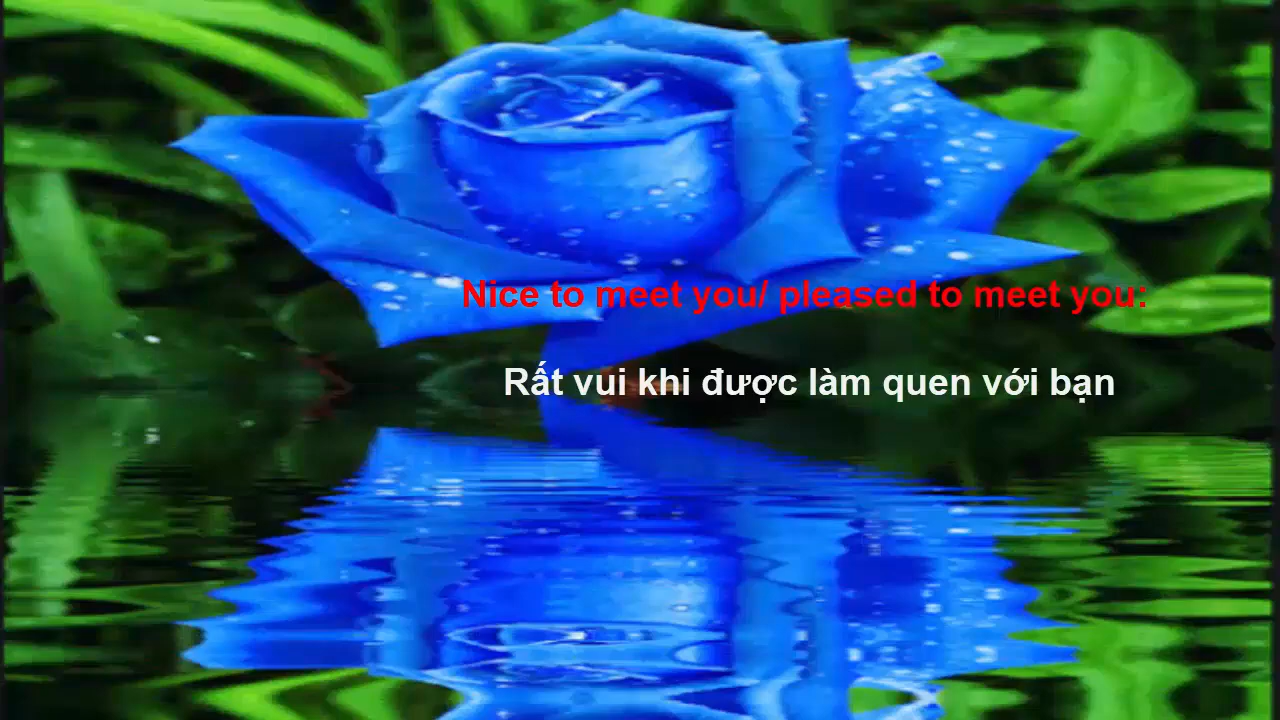 Nice to meet you/ pleased to meet you:
Rất vui khi được làm quen với bạn